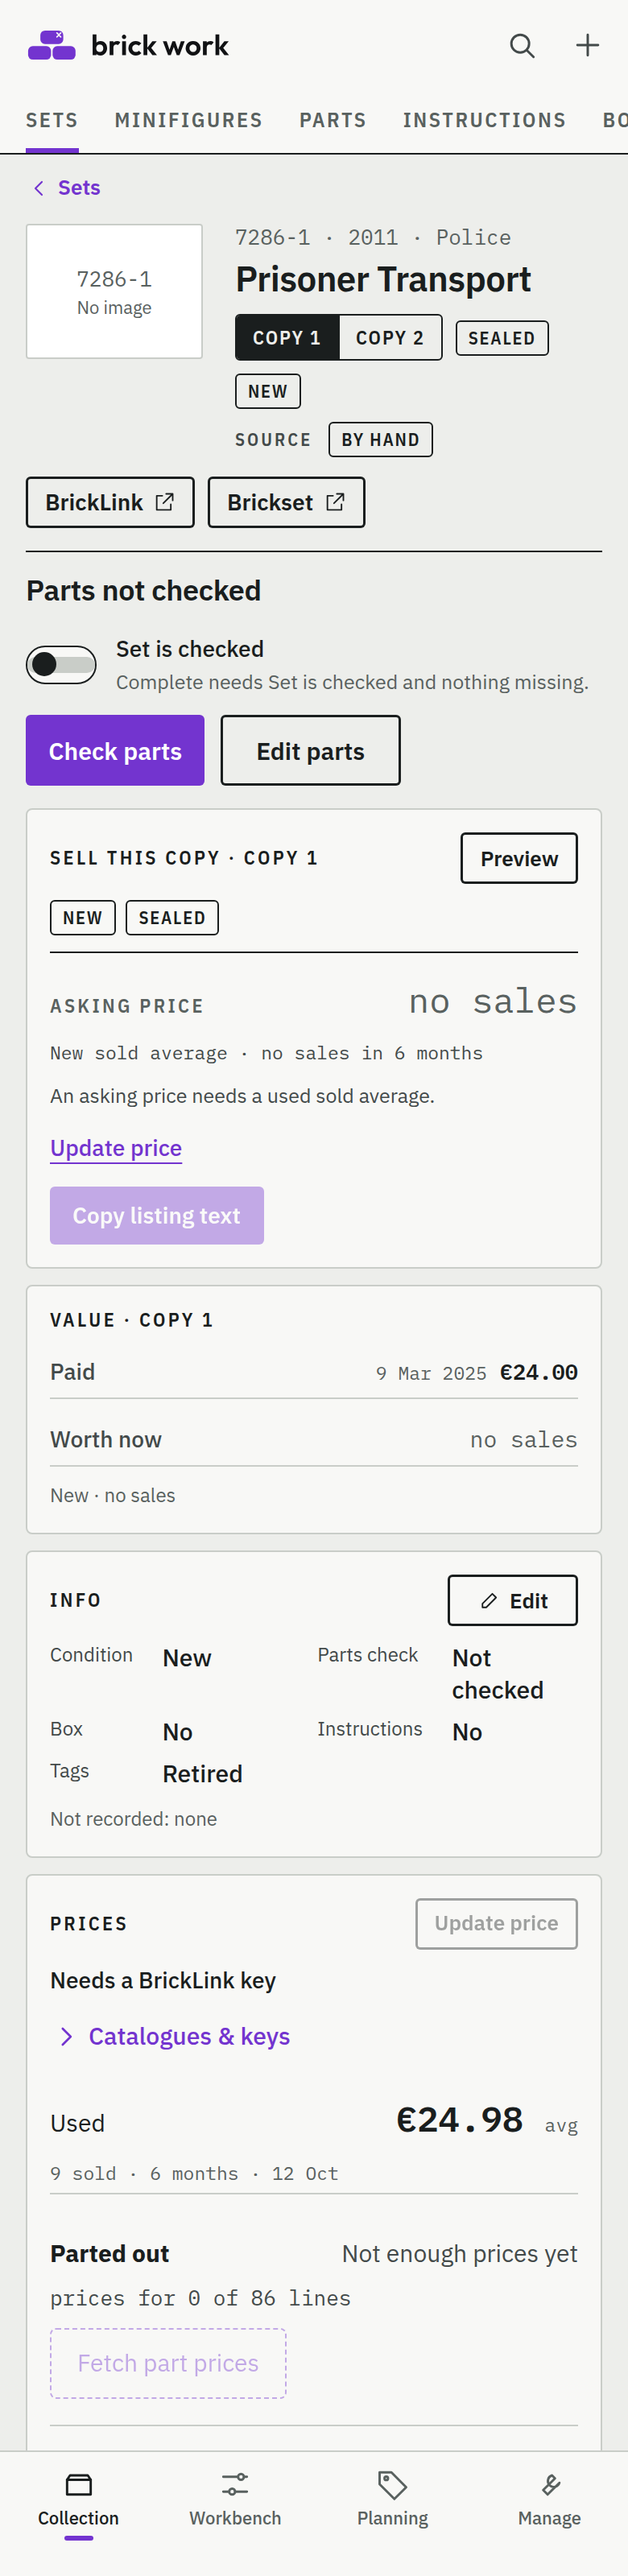 brick work
SETS MINIFIGURES PARTS INSTRUCTIONS BO
Sets
7286-1
No image
7286-1 · 2011 · Police
Prisoner Transport
COPY 1 COPY 2 SEALED
NEW
SOURCE BY HAND
BrickLink Brickset
Parts not checked
Set is checked
Complete needs Set is checked and nothing missing.
Check parts Edit parts
SELL THIS COPY · COPY 1 Preview
NEW SEALED
ASKING PRICE no sales
New sold average · no sales in 6 months
An asking price needs a used sold average.
Update price
Copy listing text
VALUE · COPY 1
Paid 9 Mar 2025 €24.00
Worth now no sales
New · no sales
INFO Edit
Condition New Parts check Not
checked
Box No Instructions No
Tags Retired
Not recorded: none
PRICES Update price
Needs a BrickLink key
Catalogues & keys
Used €24.98 avg
9 sold · 6 months · 12 Oct
Parted out Not enough prices yet
prices for 0 of 86 lines
Fetch part prices
Collection Workbench Planning Manage